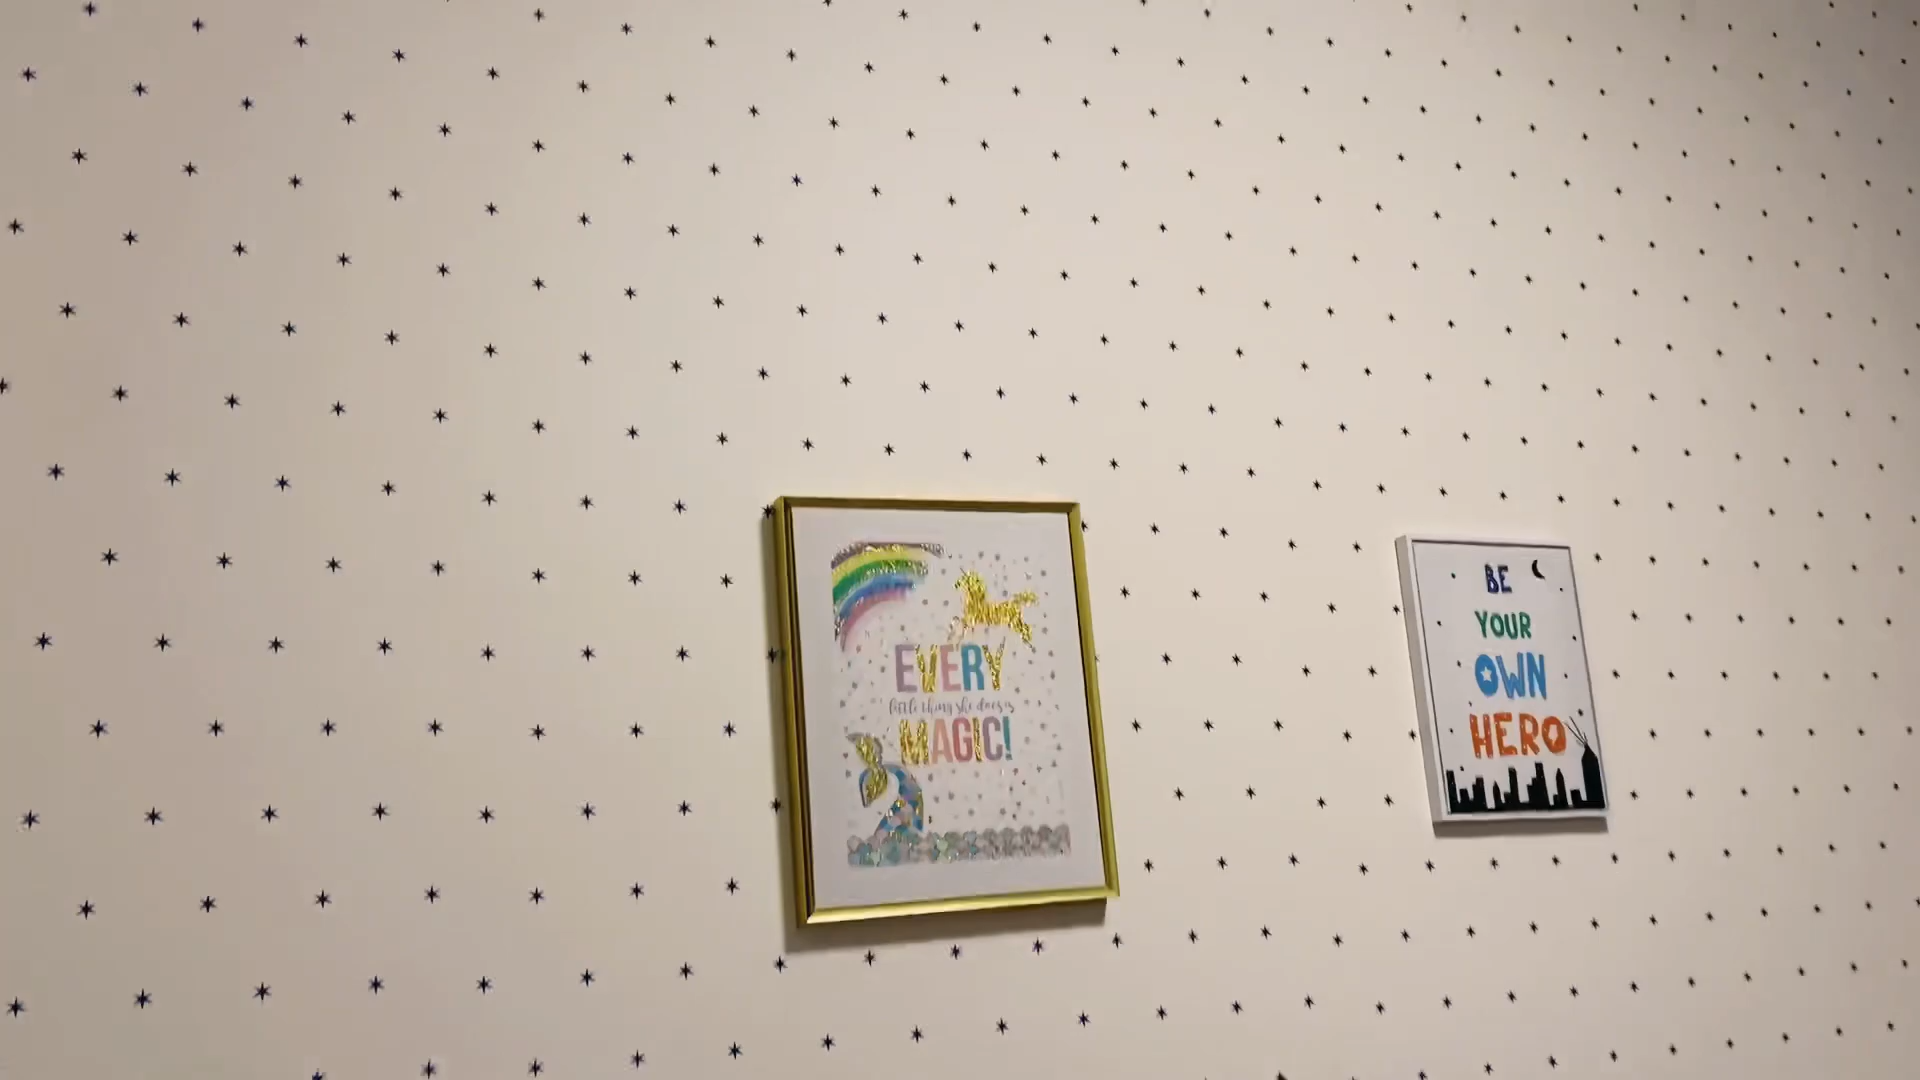 EVERY
little thing she does is
MAGIC!
BE
YOUR
OWN
HERO